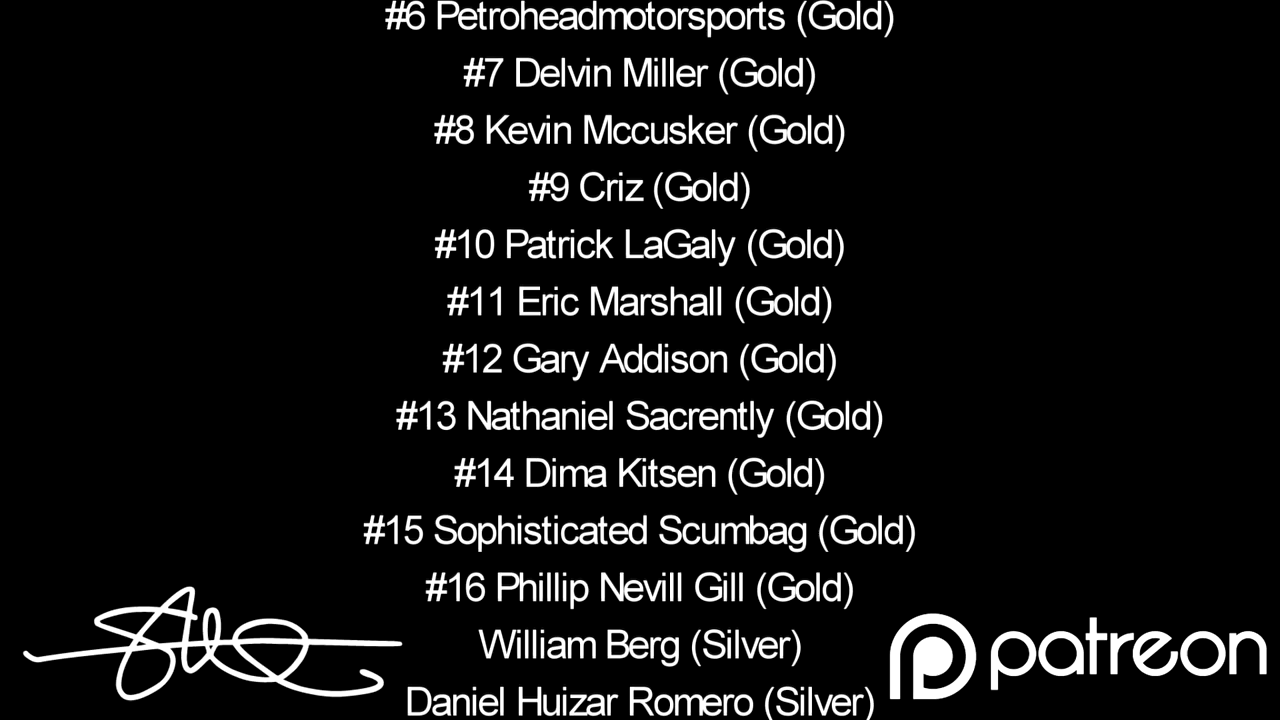 #6 Petroheadmotorsports (Gold)
#7 Delvin Miller (Gold)
#8 Kevin Mccusker (Gold)
#9 Criz (Gold)
#10 Patrick LaGaly (Gold)
#11 Eric Marshall (Gold)
#12 Gary Addison (Gold)
#13 Nathaniel Sacrently (Gold)
#14 Dima Kitsen (Gold)
#15 Sophisticated Scumbag (Gold)
#16 Phillip Nevill Gill (Gold)
William Berg (Silver)
Daniel Huizar Romero (Silver)
patreon